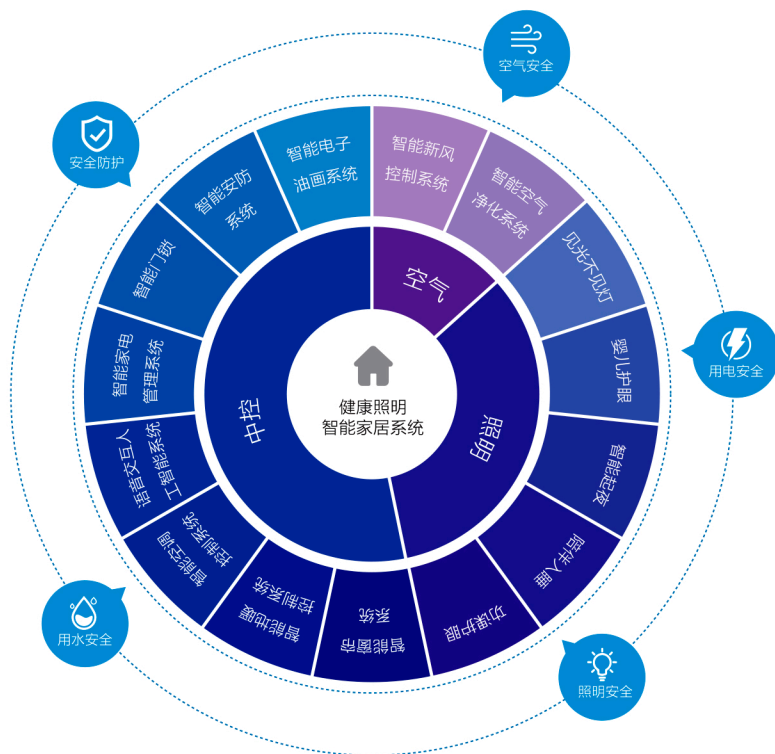 空气安全
安全防护
智能电子
油画系统
智能新风
控制系统
智能安防
系统
智能空气
净化系统
智能门锁
见光不见灯
空气
智能家电
管理系统
婴儿护眼
用电安全
健康照明
智能家居系统
中控
照明
语音交互人
工智能系统
智能起夜
智能空调
控制系统
陪伴入睡
智能地暖
控制系统
智能窗帘
系统
功课护眼
用水安全
照明安全